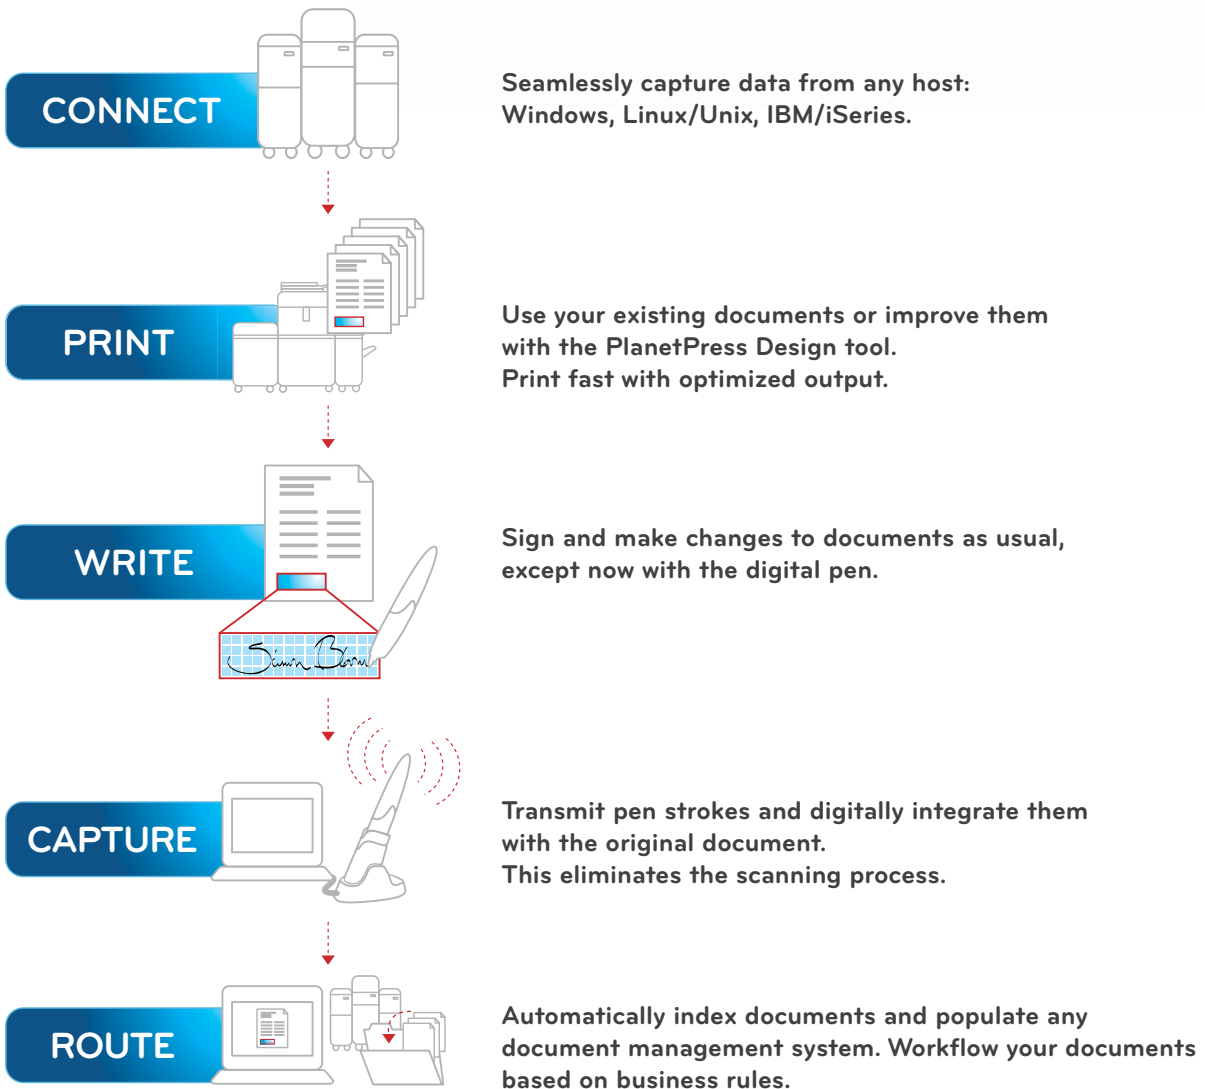 CONNECT
Seamlessly capture data from any host:
Windows, Linux/Unix, IBM/iSeries.
PRINT
Use your existing documents or improve them
with the PlanetPress Design tool.
Print fast with optimized output.
WRITE
Sign and make changes to documents as usual,
except now with the digital pen.
Simon
CAPTURE
Transmit pen strokes and digitally integrate them
with the original document.
This eliminates the scanning process.
ROUTE
Automatically index documents and populate any
document management system. Workflow your documents
based on business rules.